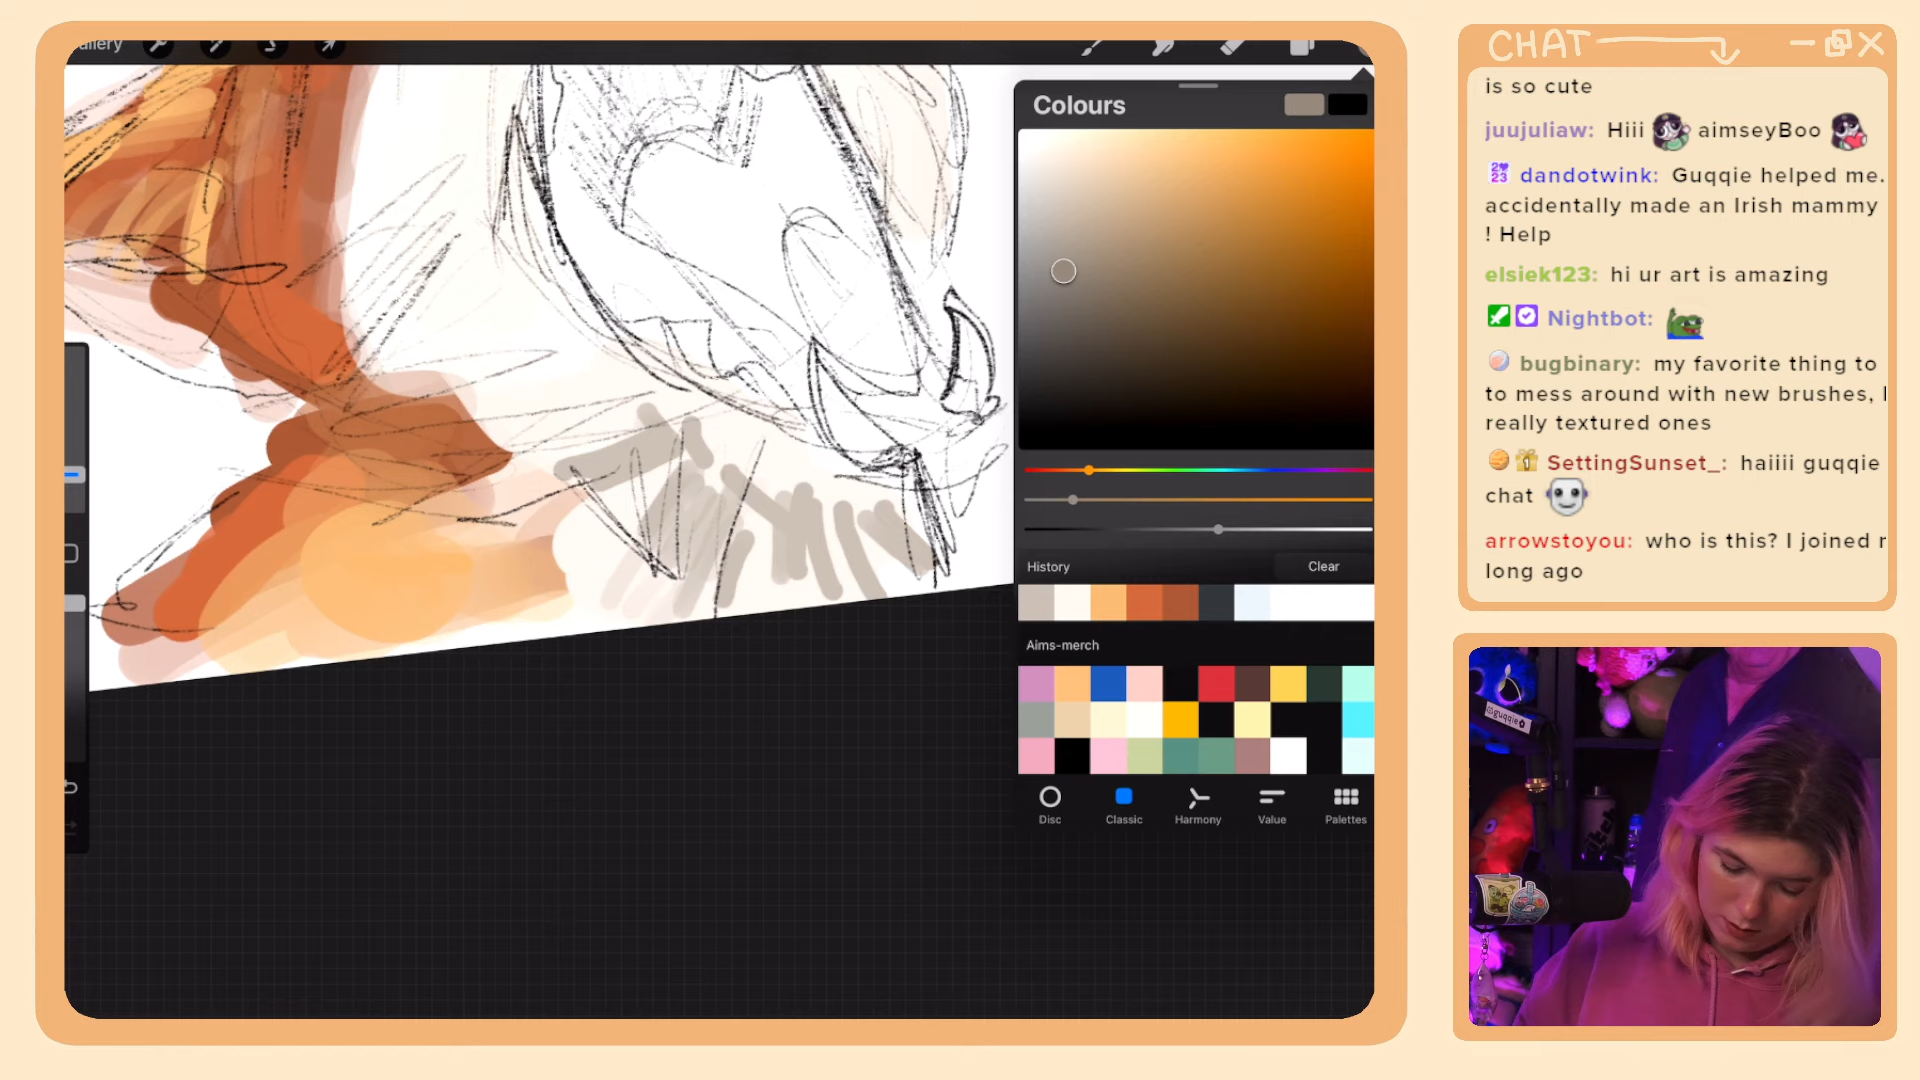 allery
Colours
History
Clear
Aims-merch
Disc
Classic
Harmony
Value
Palettes
CHAT
is so cute
juujuliaw: Hiii aimseyBoo
dandotwink: Guqqie helped me.
accidentally made an Irish mammy
! Help
elsiek123: hi ur art is amazing
Nightbot:
bugbinary: my favorite thing to
to mess around with new brushes, I
really textured ones
SettingSunset_: haiiii guqqie
chat
arrowstoyou: who is this? I joined
long ago
@guqqie